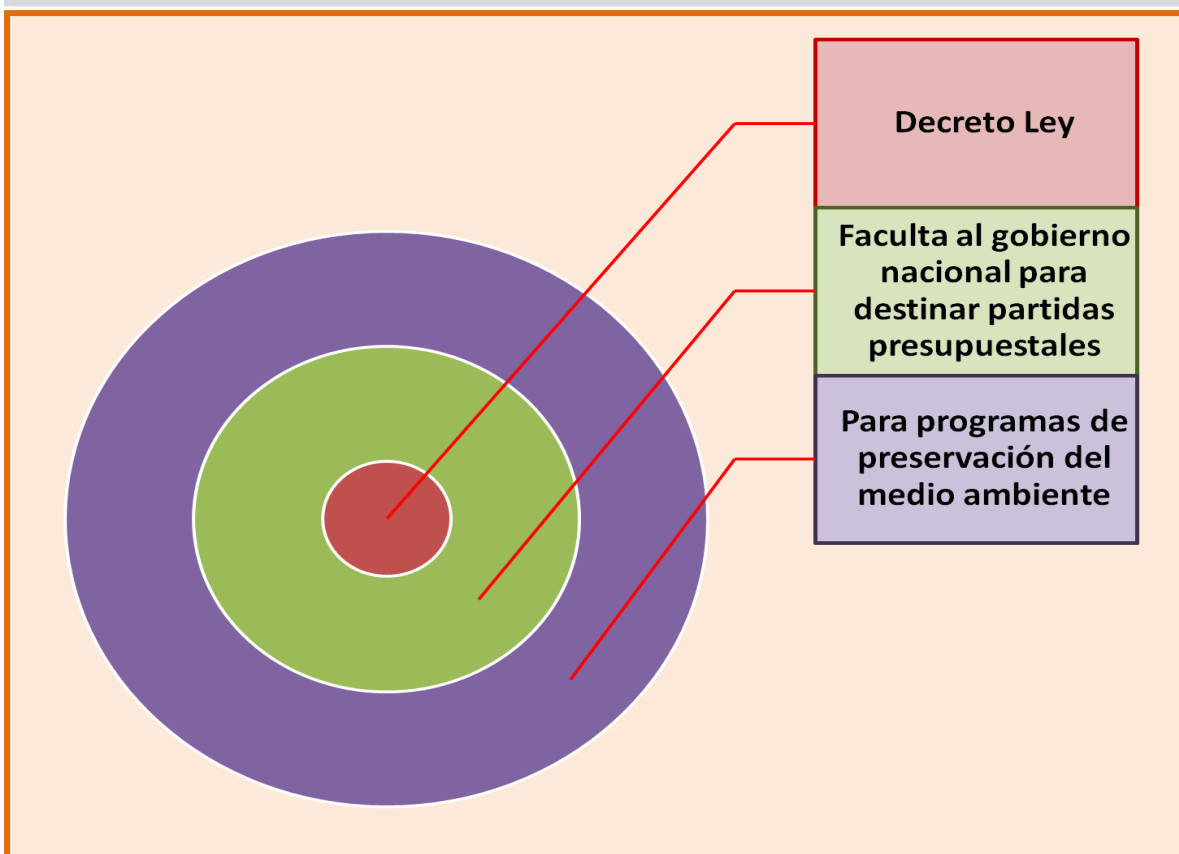 Decreto Ley
Faculta al gobierno
nacional para
destinar partidas
presupuestales
Para programas de
preservación del
medio ambiente